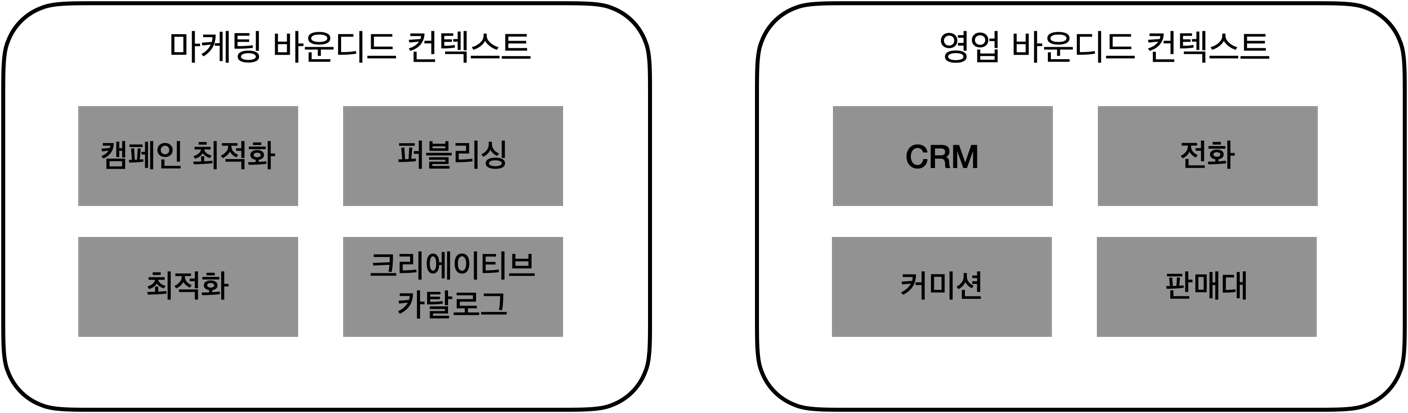 마케팅 바운디드 컨텍스트
캠페인 최적화
퍼블리싱
최적화
크리에이티브
카탈로그
영업 바운디드 컨텍스트
CRM
전화
커미션
판매대